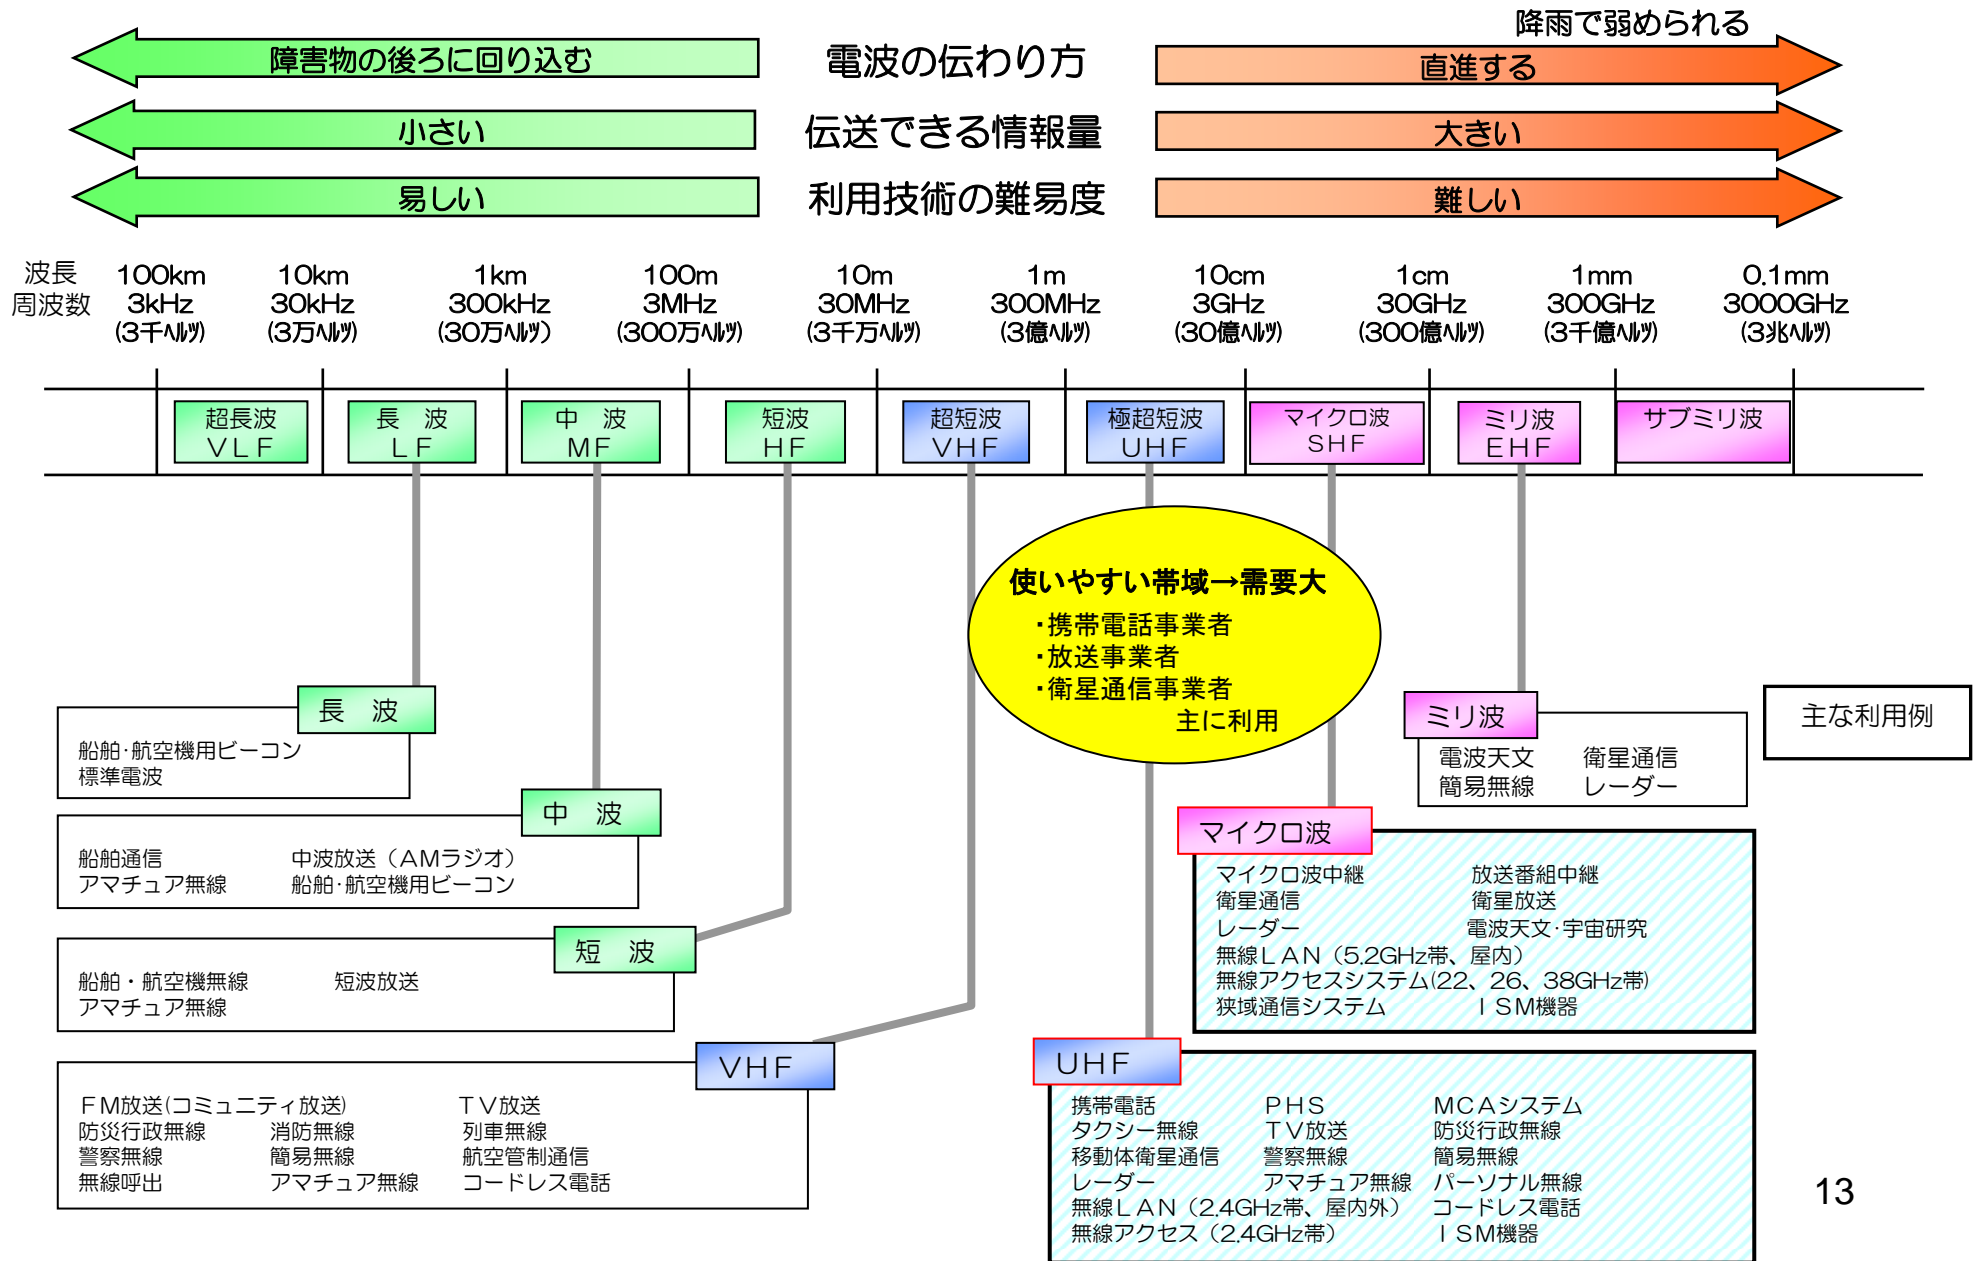 降雨で弱められる
障害物の後ろに回り込む 電波の伝わり方 直進する
小さい 伝送できる情報量 大きい
易しい 利用技術の難易度 難しい
波長 100km 10km 1km 100m 10m 1m 10cm 1cm 1mm 0.1mm
周波数 3kHz 30kHz 300kHz 3MHz 30MHz 300MHz 3GHz 30GHz 300GHz 3000GHz
(3千ヘルツ) (3万ヘルツ) (30万ヘルツ) (300万ヘルツ) (3千万ヘルツ) (3億ヘルツ) (30億ヘルツ) (300億ヘルツ) (3千億ヘルツ) (3兆ヘルツ)
超長波 長 波 中 波 短波 超短波 極超短波 マイクロ波 ミリ波 サブミリ波
VLF LF MF HF VHF UHF SHF EHF
使いやすい帯域→需要大
・携帯電話事業者
・放送事業者
・衛星通信事業者
主に利用
長 波
船舶・航空機用ビーコン
標準電波
ミリ波
電波天文 衛星通信
簡易無線 レーダー
主な利用例
中 波
船舶通信 中波放送（AMラジオ）
アマチュア無線 船舶・航空機用ビーコン
マイクロ波
マイクロ波中継 放送番組中継
衛星通信 衛星放送
レーダー 電波天文・宇宙研究
無線LAN（5.2GHz帯、屋内）
無線アクセスシステム(22、26、38GHz帯)
狭域通信システム ISM機器
短 波
船舶・航空機無線 短波放送
アマチュア無線
VHF
FM放送(コミュニティ放送) TV放送
防災行政無線 消防無線 列車無線
警察無線 簡易無線 航空管制通信
無線呼出 アマチュア無線 コードレス電話
UHF
携帯電話 PHS MCAシステム
タクシー無線 TV放送 防災行政無線
移動体衛星通信 警察無線 簡易無線
レーダー アマチュア無線 パーソナル無線
無線LAN（2.4GHz帯、屋内外） コードレス電話
無線アクセス（2.4GHz帯） ISM機器
13